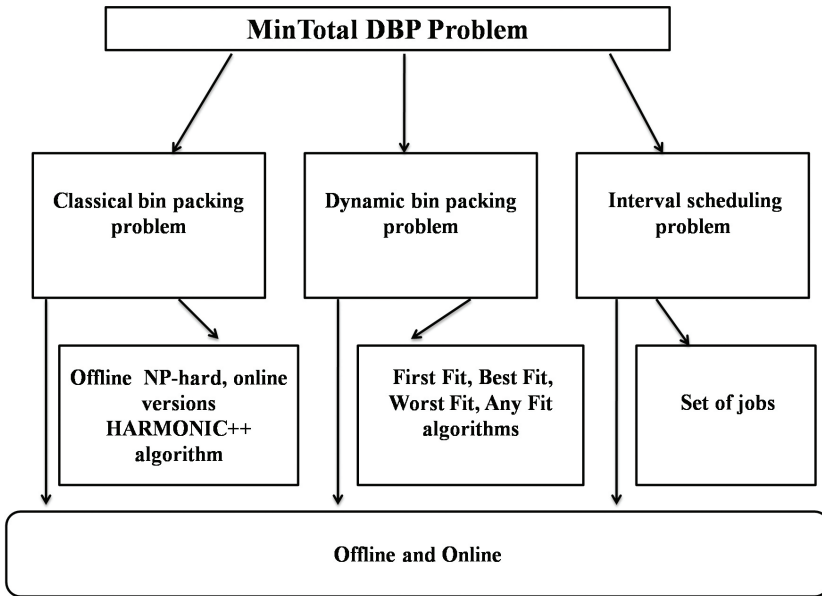 MinTotal DBP Problem
Classical bin packing
problem
Dynamic bin packing
problem
Interval scheduling
problem
Offline NP-hard, online
versions
HARMONIC++
algorithm
First Fit, Best Fit,
Worst Fit, Any Fit
algorithms
Set of jobs
Offline and Online